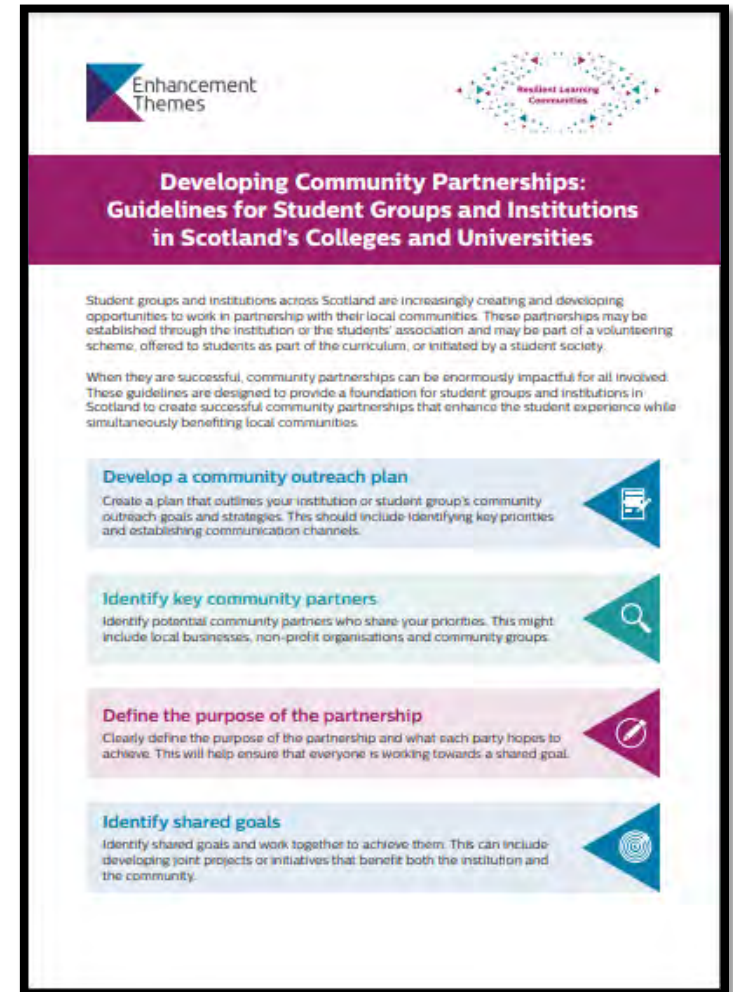 Enhancement
Themes
Resilient Learning
Communities
Developing Community Partnerships:
Guidelines for Student Groups and Institutions
in Scotland's Colleges and Universities
Student groups and institutions across Scotland are increasingly creating and developing
opportunities to work in partnership with their local communities. These partnerships may be
established through the institution or the students' association and may be part of a volunteering
scheme, offered to students as part of the curriculum, or initiated by a student society.
When they are successful, community partnerships can be enormously impactful for all involved.
These guidelines are designed to provide a foundation for student groups and institutions in
Scotland to create successful community partnerships that enhance the student experience while
simultaneously benefiting local communities.
Develop a community outreach plan
Create a plan that outlines your institution or student group's community
outreach goals and strategies. This should include identifying key priorities
and establishing communication channels.
Identify key community partners
Identify potential community partners who share your priorities. This might
include local businesses, non-profit organisations and community groups.
Define the purpose of the partnership
Clearly define the purpose of the partnership and what each party hopes to
achieve. This will help ensure that everyone is working towards a shared goal.
Identify shared goals
Identify shared goals and work together to achieve them. This can include
developing joint projects or initiatives that benefit both the institution and
the community.